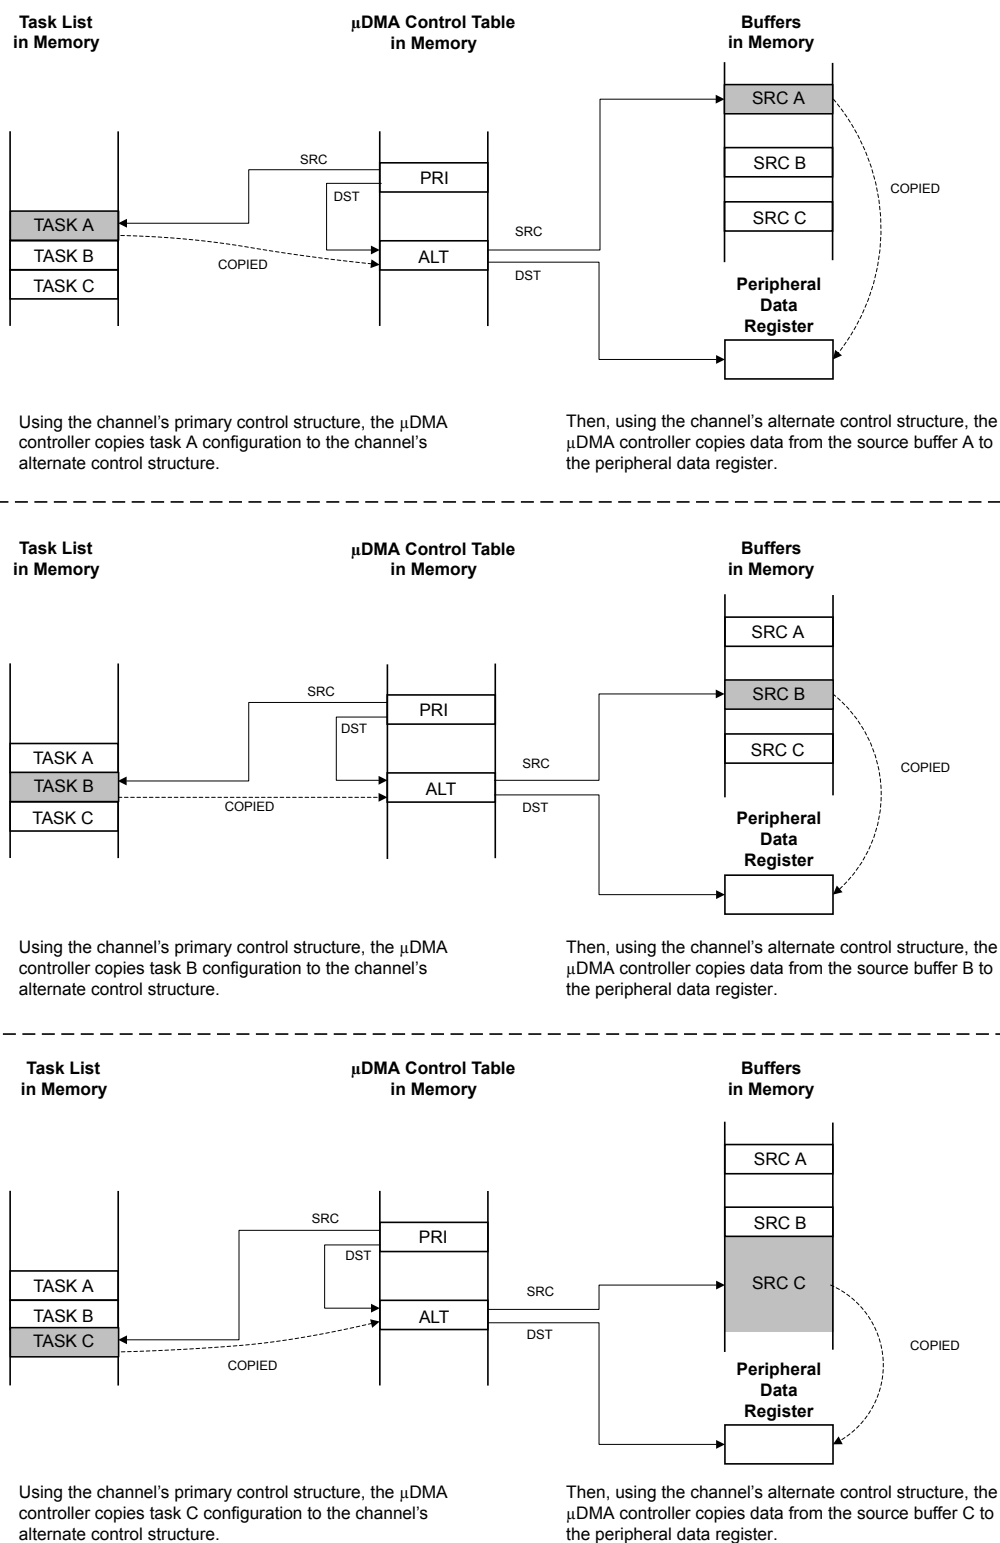 Task List
in Memory
µDMA Control Table
in Memory
Buffers
in Memory
SRC A
SRC B
SRC C
SRC
PRI
DST
COPIED
TASK A
TASK B
TASK C
COPIED
ALT
SRC
DST
Peripheral
Data
Register
Using the channel's primary control structure, the µDMA
controller copies task A configuration to the channel's
alternate control structure.
Then, using the channel's alternate control structure, the
µDMA controller copies data from the source buffer A to
the peripheral data register.
Task List
in Memory
µDMA Control Table
in Memory
Buffers
in Memory
SRC A
SRC B
SRC C
SRC
PRI
DST
COPIED
TASK A
TASK B
TASK C
COPIED
ALT
SRC
DST
Peripheral
Data
Register
Using the channel's primary control structure, the µDMA
controller copies task B configuration to the channel's
alternate control structure.
Then, using the channel's alternate control structure, the
µDMA controller copies data from the source buffer B to
the peripheral data register.
Task List
in Memory
µDMA Control Table
in Memory
Buffers
in Memory
SRC A
SRC B
SRC C
SRC
PRI
DST
TASK A
TASK B
TASK C
COPIED
ALT
SRC
DST
COPIED
Peripheral
Data
Register
Using the channel's primary control structure, the µDMA
controller copies task C configuration to the channel's
alternate control structure.
Then, using the channel's alternate control structure, the
µDMA controller copies data from the source buffer C to
the peripheral data register.